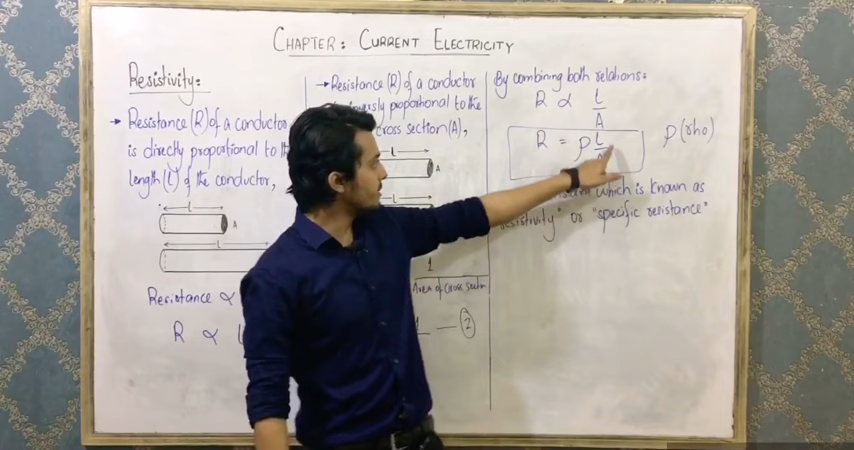 CHAPTER: CURRENT ELECTRICITY
Resistivity:
→ Resistance (R) of a conductor
is directly proportional to
length (L) of the conductor,
L
A
L
Resistance ∝
R ∝ L
→ Resistance (R) of a conductor
proportional to the
cross section (A),
L
A
L
1
Area of cross section
1 — ②
By combining both relations:
R ∝ L/A
R = ρ L/A
ρ (rho)
which is known as
"resistivity" or "specific resistance"